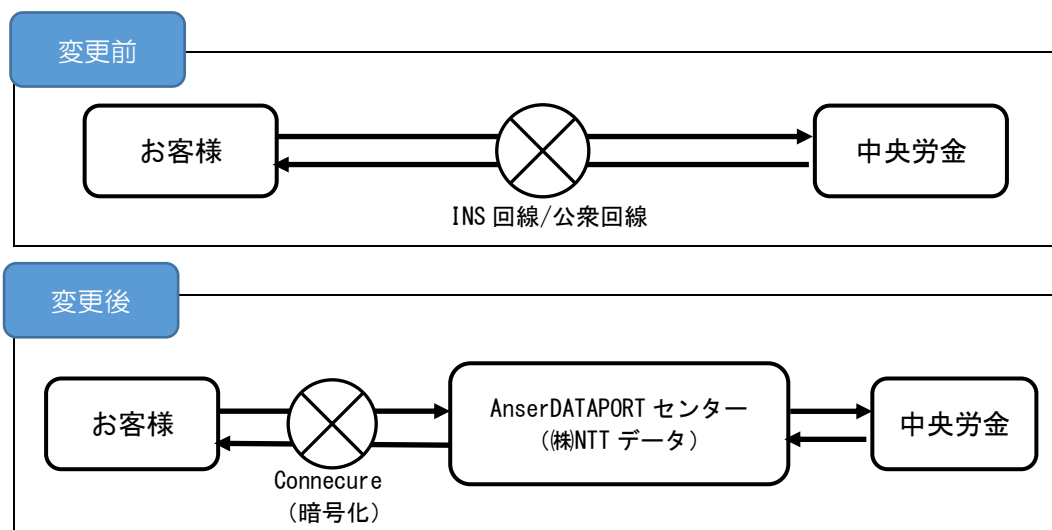 変更前
お客様
中央労金
INS 回線/公衆回線
変更後
お客様
Connecure
（暗号化）
AnserDATAPORT センター
（㈱NTT データ）
中央労金